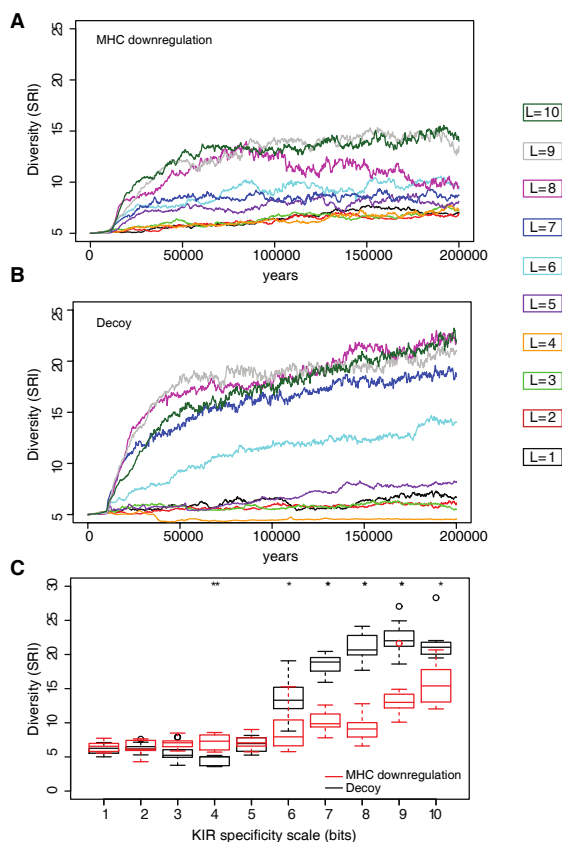 A
MHC downregulation
25
20
15
10
5
Diversity (SRI)
0
50000
100000
150000
200000
years
L=10
L=9
L=8
L=7
L=6
L=5
L=4
L=3
L=2
L=1
B
Decoy
25
20
15
10
5
Diversity (SRI)
0
50000
100000
150000
200000
years
C
30
25
20
15
10
5
0
Diversity (SRI)
** * * * * *
MHC downregulation
Decoy
1 2 3 4 5 6 7 8 9 10
KIR specificity scale (bits)